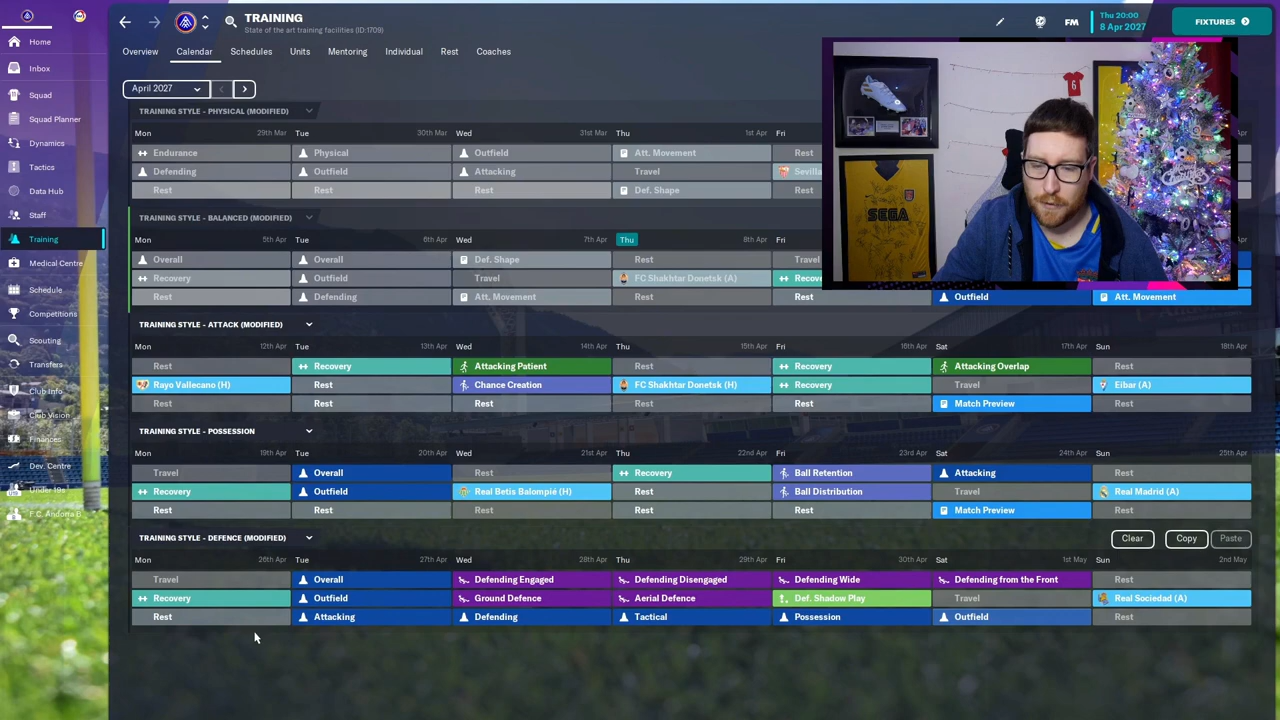 TRAINING
State of the art training facilities (ID:1709)
FM
Thu 20:00
8 Apr 2027
FIXTURES
Home
Inbox
Squad
Squad Planner
Dynamics
Tactics
Data Hub
Staff
Training
Medical Centre
Schedule
Competitions
Scouting
Transfers
Club Info
Club Vision
Finances
Dev. Centre
Under 19s
F.C. Andorra B
Overview Calendar Schedules Units Mentoring Individual Rest Coaches
April 2027
TRAINING STYLE - PHYSICAL (MODIFIED)
Mon 29th Mar Tue 30th Mar Wed 31st Mar Thu 1st Apr Fri Apr
Endurance Physical Outfield Att. Movement Rest
Defending Outfield Attacking Travel Sevilla
Rest Rest Rest Def. Shape Rest
TRAINING STYLE - BALANCED (MODIFIED)
Mon 5th Apr Tue 6th Apr Wed 7th Apr Thu 8th Apr Fri
Overall Overall Def. Shape Rest Travel
Recovery Outfield Travel FC Shakhtar Donetsk (A)
Rest Defending Att. Movement Rest Rest Outfield Att. Movement
TRAINING STYLE - ATTACK (MODIFIED)
Mon 12th Apr Tue 13th Apr Wed 14th Apr Thu 15th Apr Fri 16th Apr Sat 17th Apr Sun 18th Apr
Rest Recovery Attacking Patient Rest Recovery Attacking Overlap Rest
Rayo Vallecano (H) Rest Chance Creation FC Shakhtar Donetsk (H) Recovery Travel Eibar (A)
Rest Rest Rest Rest Rest Match Preview Rest
TRAINING STYLE - POSSESSION
Mon 19th Apr Tue 20th Apr Wed 21st Apr Thu 22nd Apr Fri 23rd Apr Sat 24th Apr Sun 25th Apr
Travel Overall Rest Recovery Ball Retention Attacking Rest
Recovery Outfield Real Betis Balompié (H) Rest Ball Distribution Travel Real Madrid (A)
Rest Rest Rest Rest Rest Match Preview Rest
TRAINING STYLE - DEFENCE (MODIFIED)
Clear Copy Paste
Mon 26th Apr Tue 27th Apr Wed 28th Apr Thu 29th Apr Fri 30th Apr Sat 1st May Sun 2nd May
Travel Overall Defending Engaged Defending Disengaged Defending Wide Defending from the Front Rest
Recovery Outfield Ground Defence Aerial Defence Def. Shadow Play Travel Real Sociedad (A)
Rest Attacking Defending Tactical Possession Outfield Rest
SEGA
6